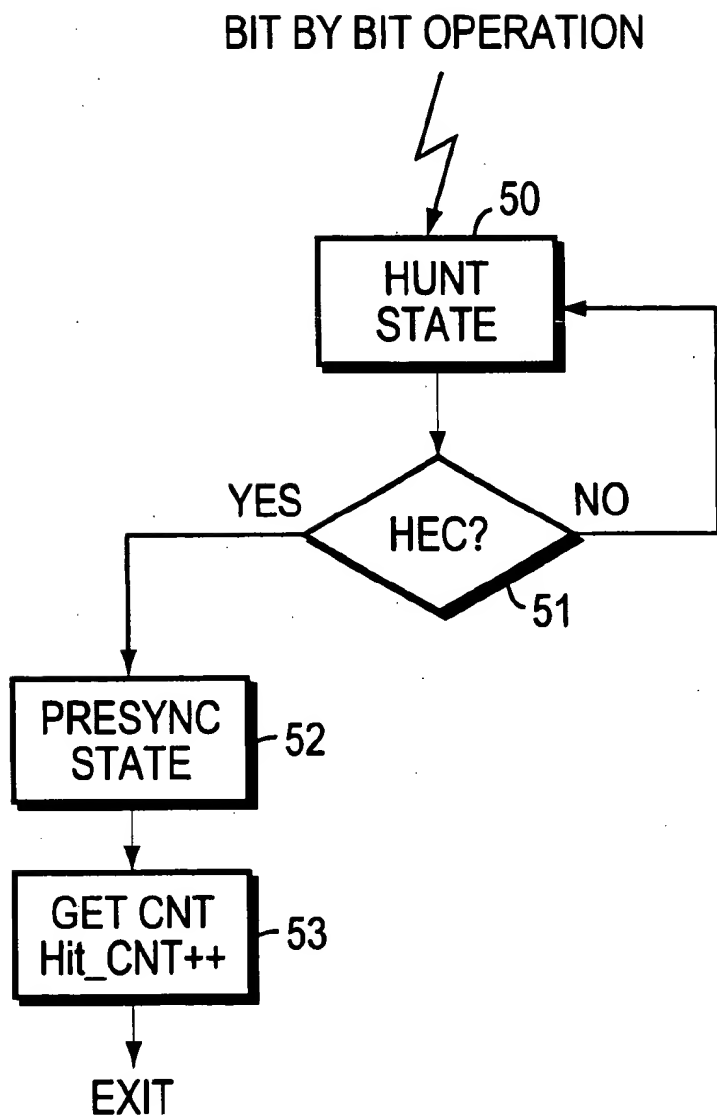 BIT BY BIT OPERATION
50
HUNT
STATE
YES
HEC?
NO
51
PRESYNC
STATE
52
GET CNT
Hit_CNT++
53
EXIT